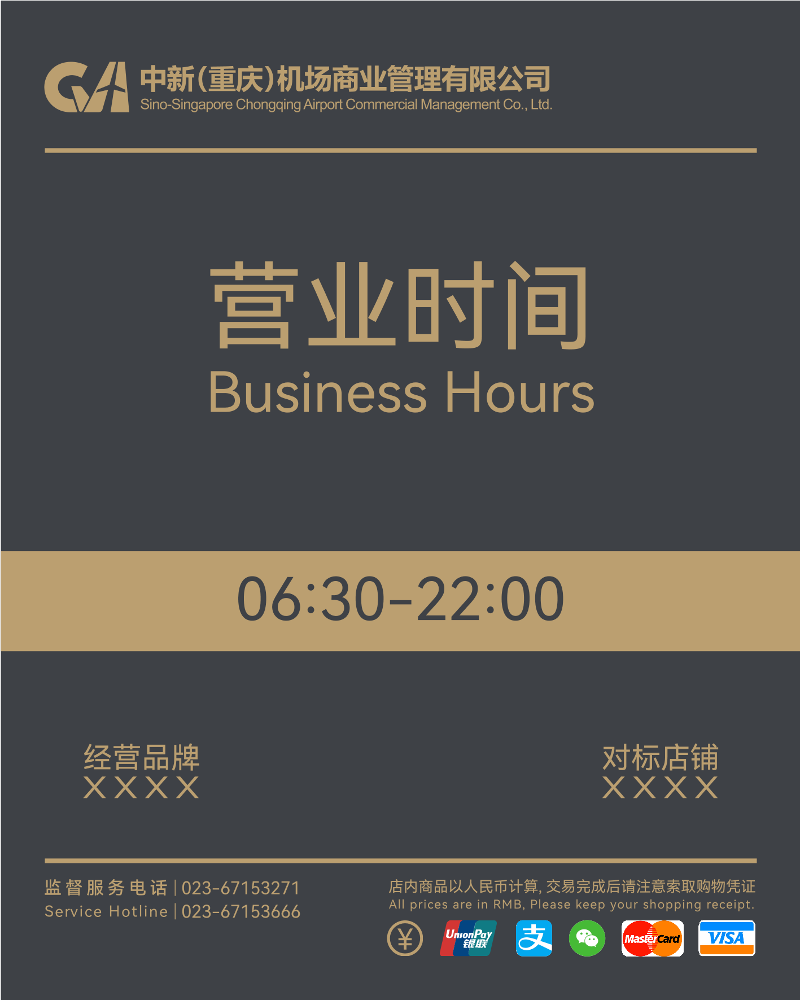 中新(重庆)机场商业管理有限公司
Sino-Singapore Chongqing Airport Commercial Management Co., Ltd.
营业时间
Business Hours
06:30-22:00
经营品牌
XXXX
对标店铺
XXXX
监督服务电话|023-67153271
Service Hotline|023-67153666
店内商品以人民币计算, 交易完成后请注意索取购物凭证
All prices are in RMB, Please keep your shopping receipt.
¥ UnionPay 银联 支 MasterCard VISA